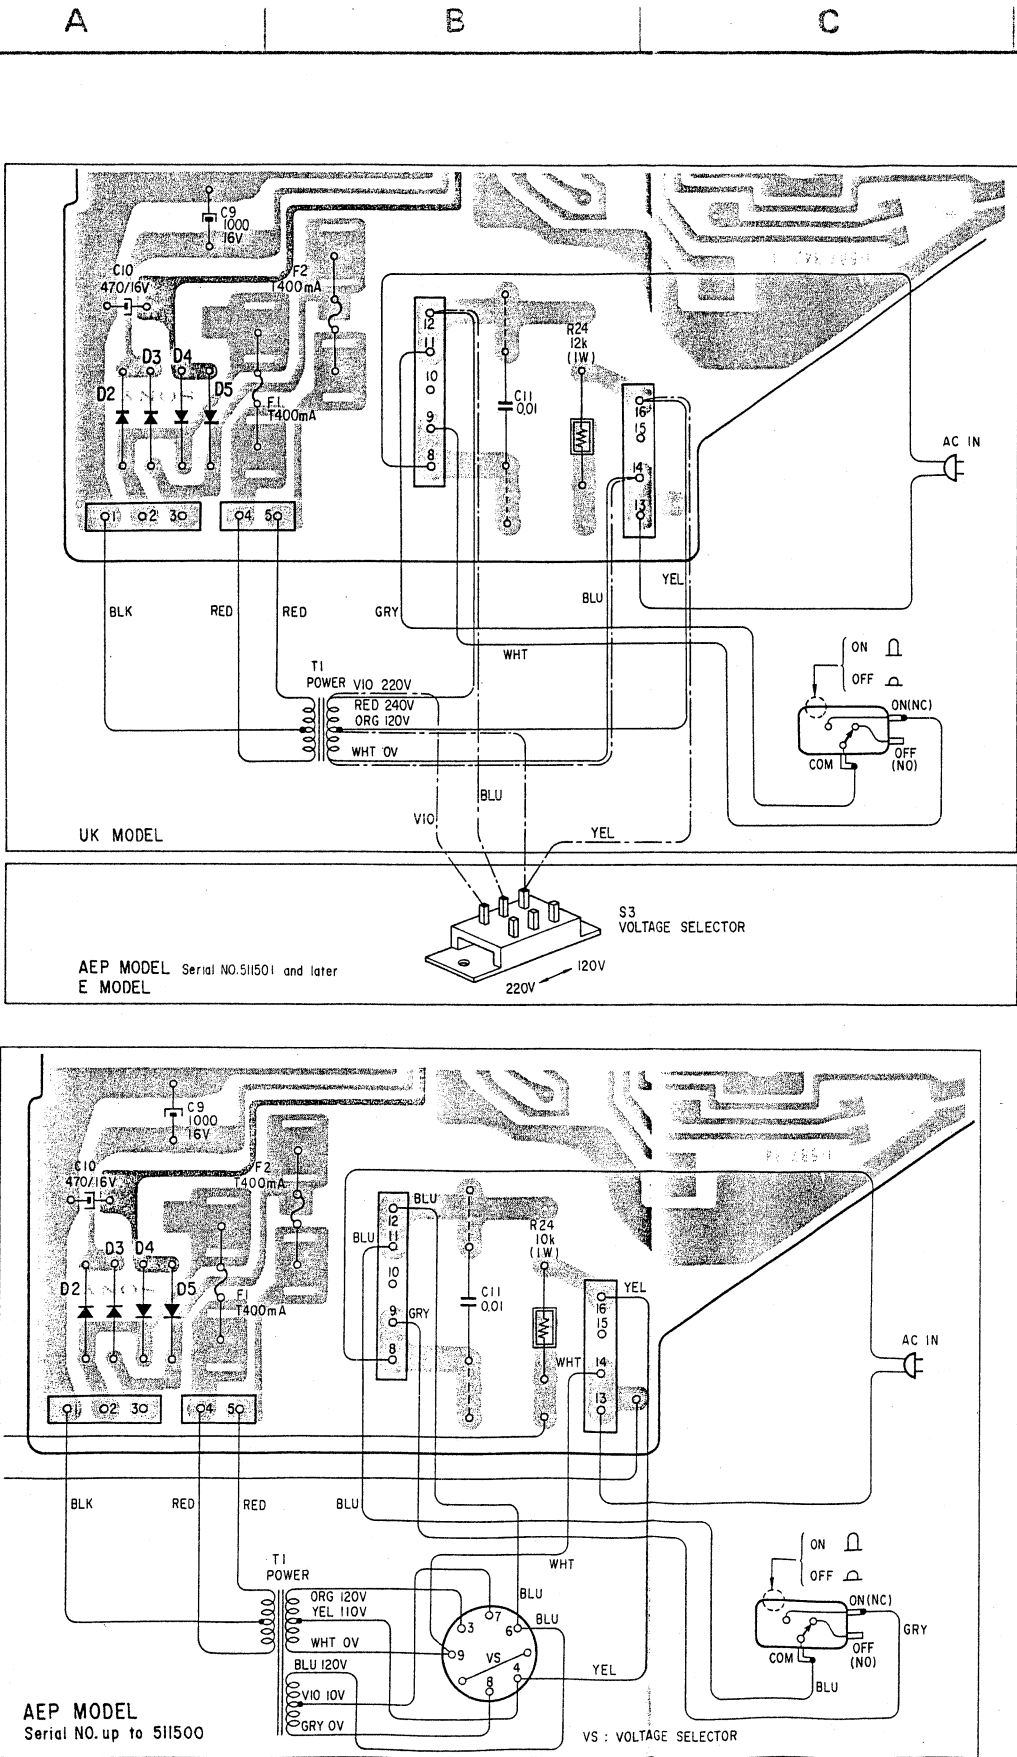 A B C
C9
1000
16V
C10
470/16V
F2
T400mA
D3 D4
D2
D5
F1
T400mA
12
11
10
9
8
C11
0.01
R24
12k
(1W)
16
15
14
13
AC IN
1 2 3
4 5
BLK
RED
RED
GRY
BLU
YEL
WHT
T1
POWER
VIO 220V
RED 240V
ORG 120V
WHT 0V
ON
OFF
ON(NC)
OFF
(NO)
COM
VIO
BLU
YEL
UK MODEL
S3
VOLTAGE SELECTOR
120V
220V
AEP MODEL Serial NO.511501 and later
E MODEL
C9
1000
16V
C10
470/16V
F2
T400mA
D3 D4
D2
D5
F1
T400mA
12
11
10
9
8
BLU
BLU
GRY
C11
0.01
R24
10k
(1W)
16
15
14
13
YEL
WHT
AC IN
1 2 3
4 5
BLK
RED
RED
BLU
WHT
T1
POWER
ORG 120V
YEL 110V
WHT 0V
BLU 120V
VIO 10V
GRY 0V
BLU
BLU
7
3
6
9
VS
4
8
YEL
ON
OFF
ON(NC)
GRY
OFF
(NO)
COM
BLU
AEP MODEL
Serial NO. up to 511500
VS : VOLTAGE SELECTOR